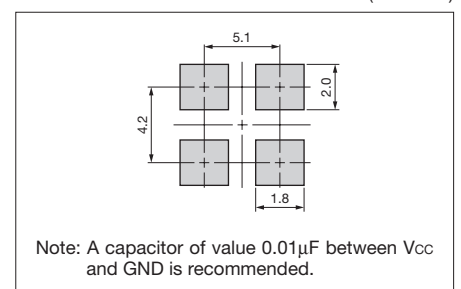 5.1
2.0
4.2
1.8
Note: A capacitor of value 0.01μF between Vcc
and GND is recommended.